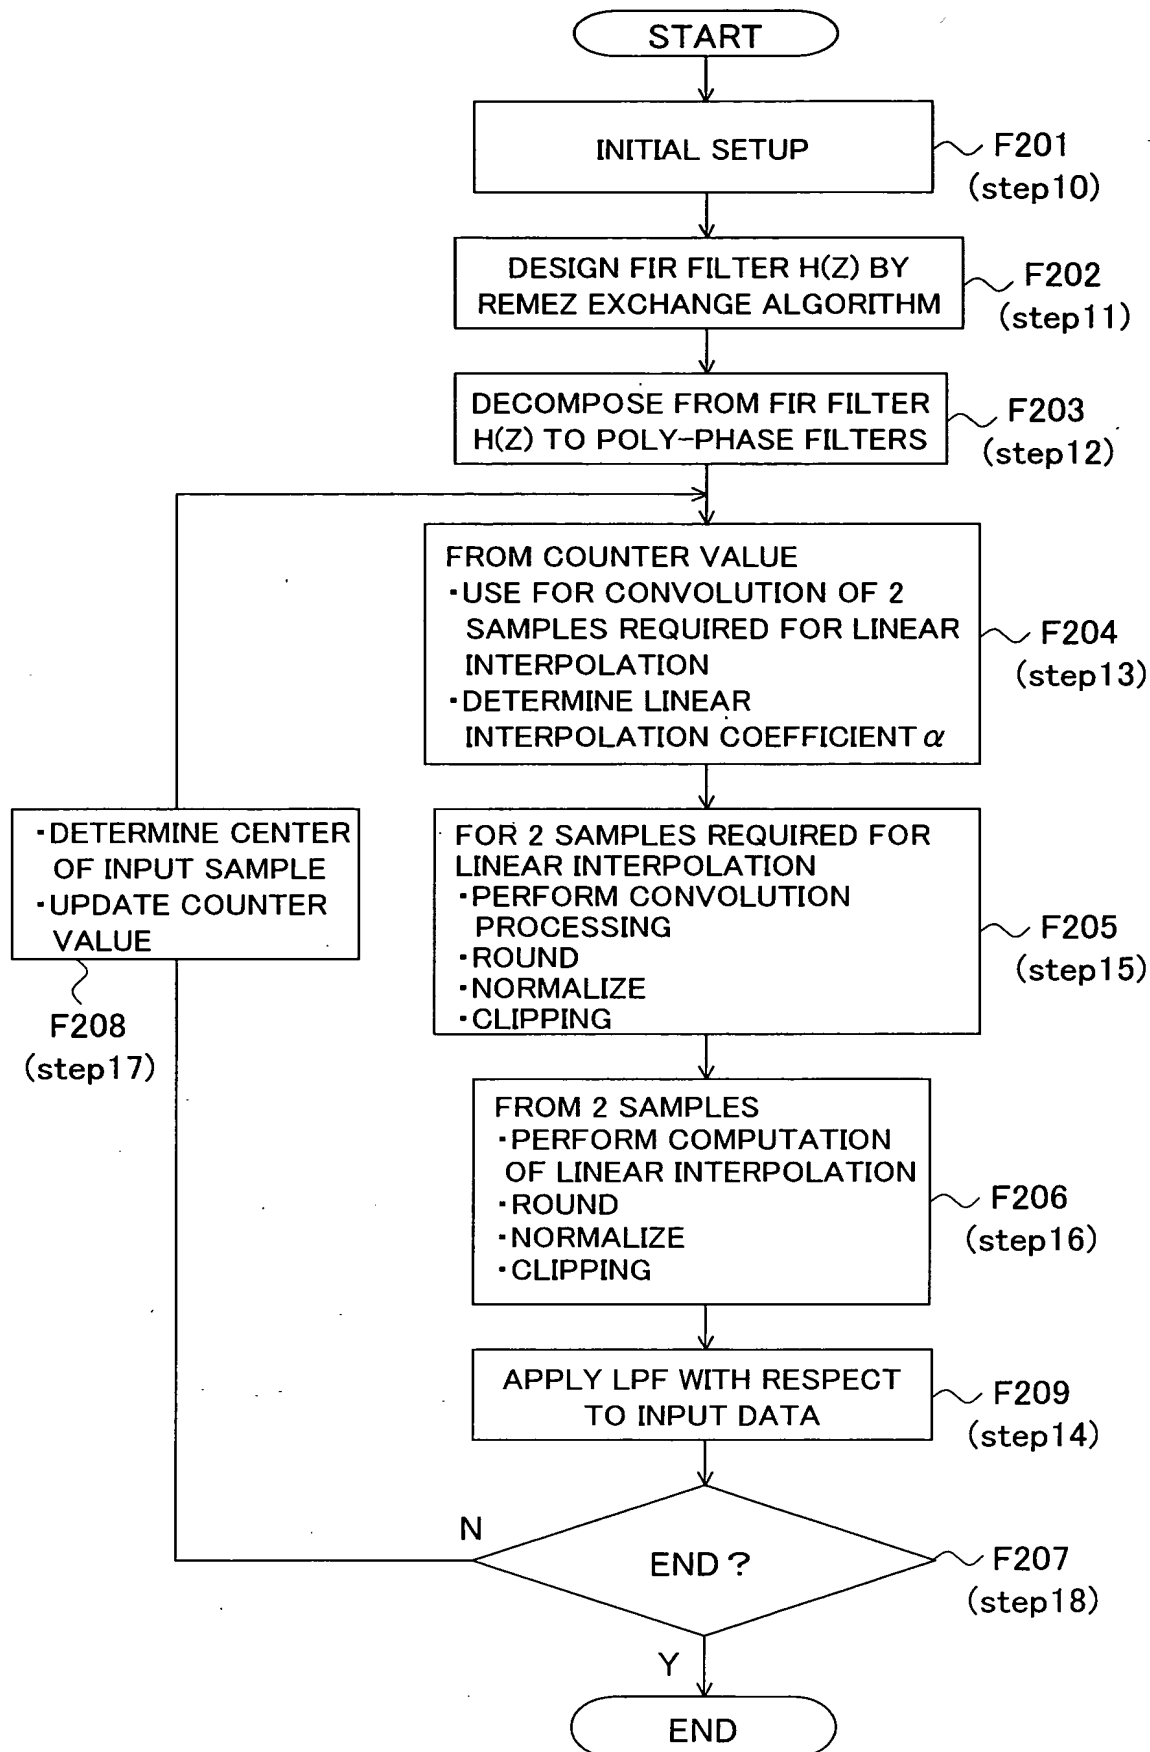 START
INITIAL SETUP
F201
(step10)
DESIGN FIR FILTER H(Z) BY
REMEZ EXCHANGE ALGORITHM
F202
(step11)
DECOMPOSE FROM FIR FILTER
H(Z) TO POLY-PHASE FILTERS
F203
(step12)
FROM COUNTER VALUE
・USE FOR CONVOLUTION OF 2
SAMPLES REQUIRED FOR LINEAR
INTERPOLATION
・DETERMINE LINEAR
INTERPOLATION COEFFICIENT α
F204
(step13)
・DETERMINE CENTER
OF INPUT SAMPLE
・UPDATE COUNTER
VALUE
F208
(step17)
FOR 2 SAMPLES REQUIRED FOR
LINEAR INTERPOLATION
・PERFORM CONVOLUTION
PROCESSING
・ROUND
・NORMALIZE
・CLIPPING
F205
(step15)
FROM 2 SAMPLES
・PERFORM COMPUTATION
OF LINEAR INTERPOLATION
・ROUND
・NORMALIZE
・CLIPPING
F206
(step16)
APPLY LPF WITH RESPECT
TO INPUT DATA
F209
(step14)
N
END ?
F207
(step18)
Y
END